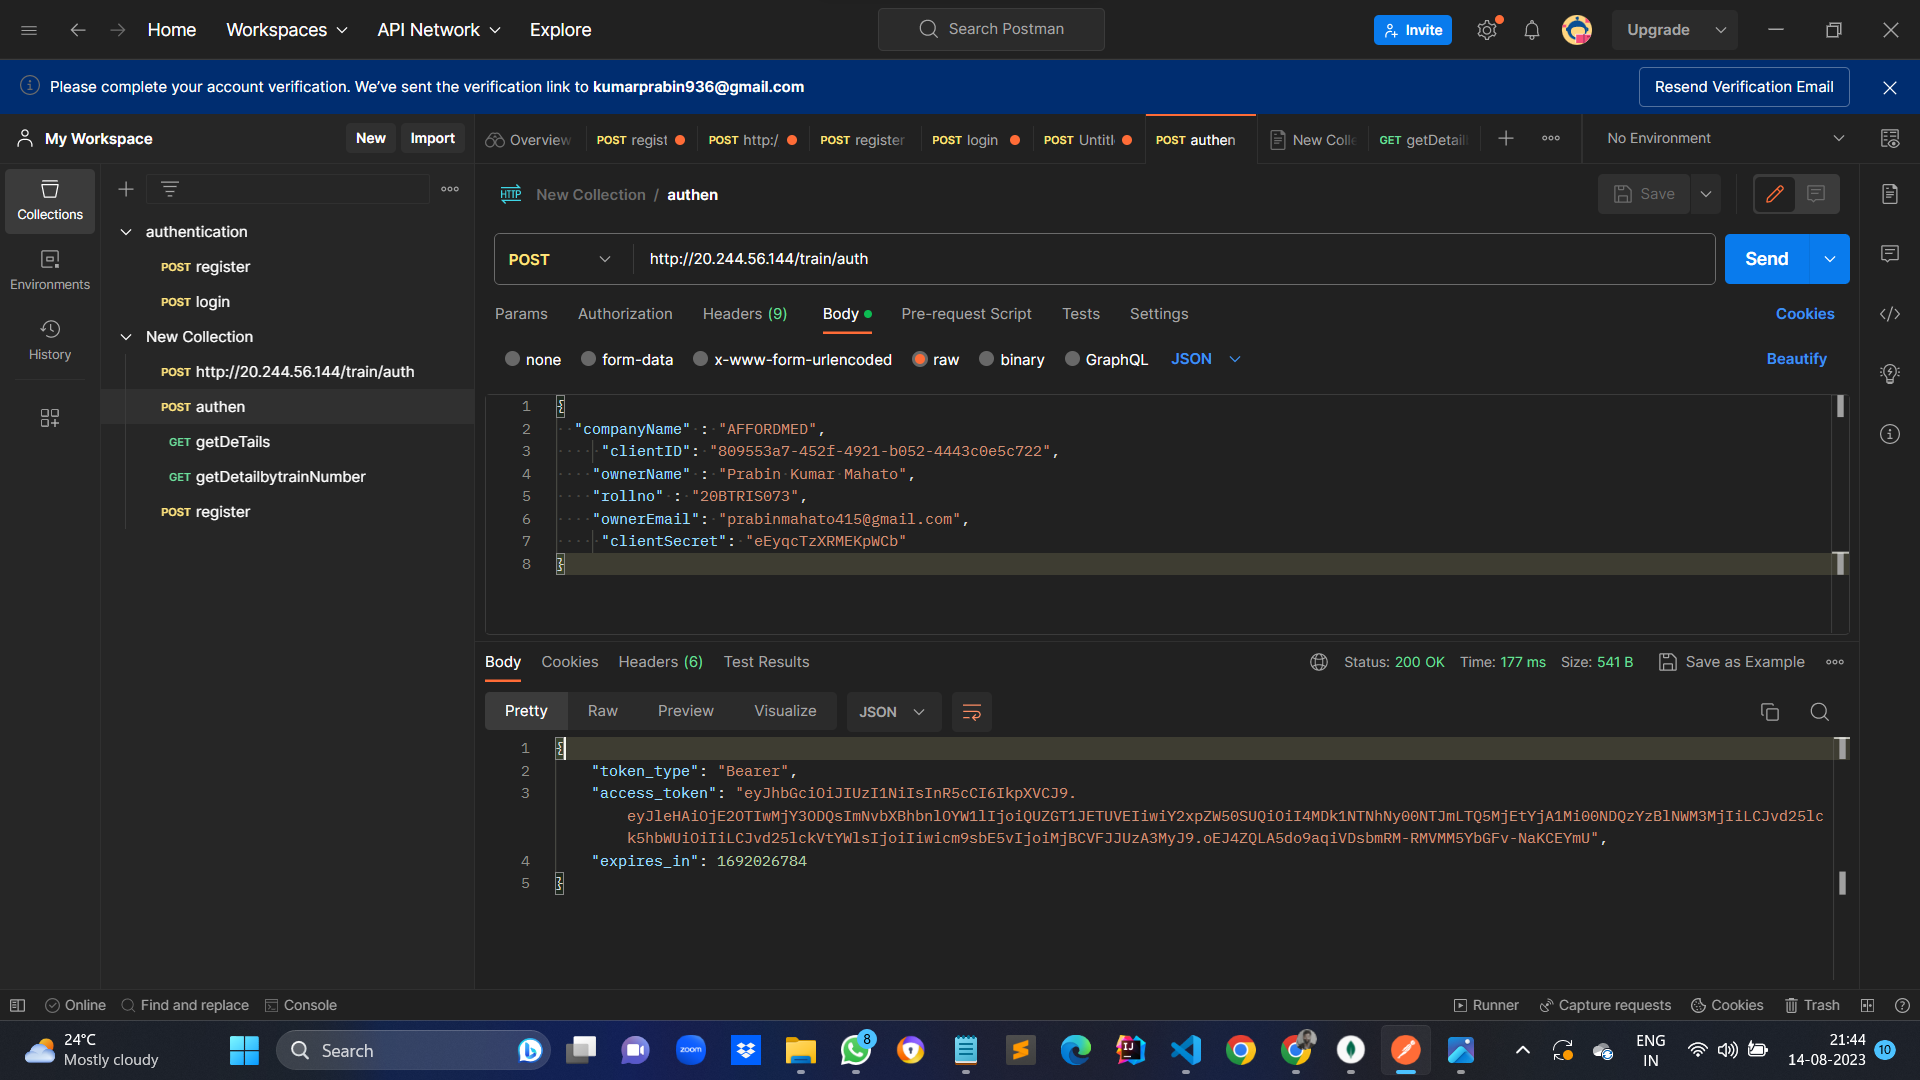 Home Workspaces API Network Explore Search Postman Invite Upgrade
Please complete your account verification. We've sent the verification link to kumarprabin936@gmail.com Resend Verification Email
My Workspace New Import Overview POST regist POST http:/ POST register POST login POST Untitl POST authen New Colle GET getDetail No Environment
Collections
Environments
History
authentication
POST register
POST login
New Collection
POST http://20.244.56.144/train/auth
POST authen
GET getDeTails
GET getDetailbytrainNumber
POST register
HTTP New Collection / authen Save
POST http://20.244.56.144/train/auth Send
Params Authorization Headers (9) Body Pre-request Script Tests Settings Cookies
none form-data x-www-form-urlencoded raw binary GraphQL JSON Beautify
1 {
2 "companyName" : "AFFORDMED",
3 "clientID": "809553a7-452f-4921-b052-4443c0e5c722",
4 "ownerName" : "Prabin Kumar Mahato",
5 "rollno" : "20BTRIS073",
6 "ownerEmail": "prabinmahato415@gmail.com",
7 "clientSecret": "eEyqcTzXRMEKpWCb"
8 }
Body Cookies Headers (6) Test Results Status: 200 OK Time: 177 ms Size: 541 B Save as Example
Pretty Raw Preview Visualize JSON
1 {
2 "token_type": "Bearer",
3 "access_token": "eyJhbGciOiJIUzI1NiIsInR5cCI6IkpXVCJ9.
eyJleHAiOjE2OTIwMjY3ODQsImNvbXBhbnlOYW1lIjoiQUZGT1JETUVEIiwiY2xpZW50SUQiOiI4MDk1NTNhNy00NTJmLTQ5MjEtYjA1Mi00NDQzYzBlNWM3MjIiLCJvd25lc
k5hbWUiOiIiLCJvd25lckVtYWlsIjoiIiwicm9sbE5vIjoiMjBCVFJJUzA3MyJ9.oEJ4ZQLA5do9aqiVDsbmRM-RMVMM5YbGFv-NaKCEYmU",
4 "expires_in": 1692026784
5 }
Online Find and replace Console Runner Capture requests Cookies Trash
24°C
Mostly cloudy
Search
zoom
8
ENG
IN
21:44
14-08-2023
10